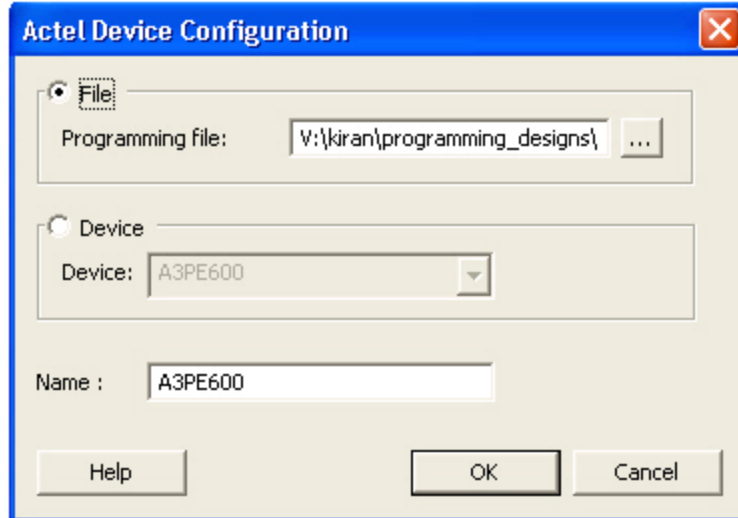 Actel Device Configuration
File
Programming file: V:\kiran\programming_designs\ ...
Device
Device: A3PE600
Name : A3PE600
Help OK Cancel